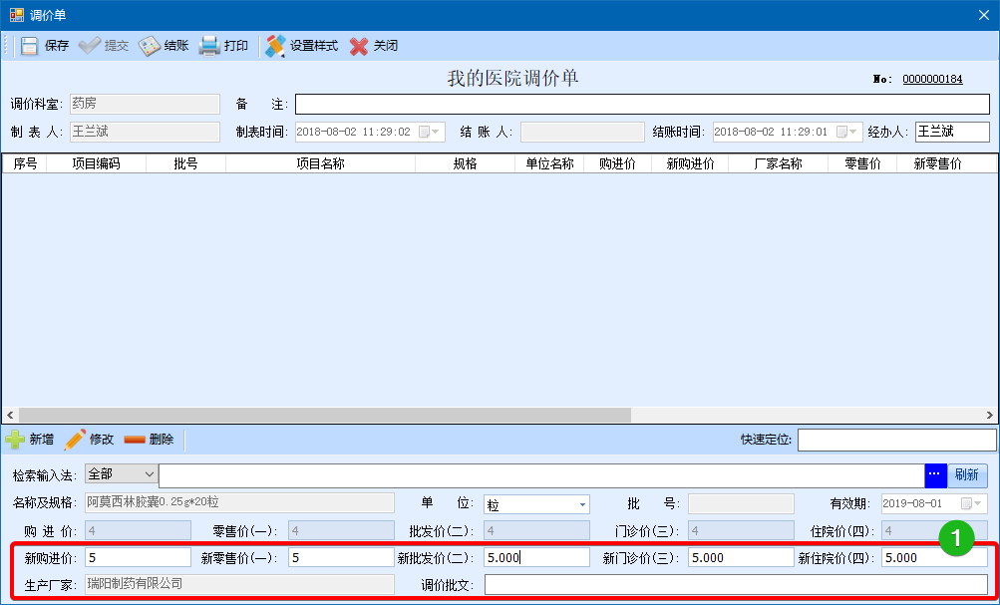 调价单
保存 提交 结账 打印 设置样式 关闭
我的医院调价单
No: 0000000184
调价科室: 药房 备 注:
制 表 人: 王兰斌 制表时间: 2018-08-02 11:29:02 结 账 人: 结账时间: 2018-08-02 11:29:01 经办人: 王兰斌
序号 项目编码 批号 项目名称 规格 单位名称 购进价 新购进价 厂家名称 零售价 新零售价
新增 修改 删除 快速定位:
检索输入法: 全部 ... 刷新
名称及规格: 阿莫西林胶囊0.25g*20粒 单 位: 粒 批 号: 有效期: 2019-08-01
购 进 价: 4 零售价(一): 4 批发价(二): 4 门诊价(三): 4 住院价(四): 4
1
新购进价: 5 新零售价(一): 5 新批发价(二): 5.000 新门诊价(三): 5.000 新住院价(四): 5.000
生产厂家: 瑞阳制药有限公司 调价批文: